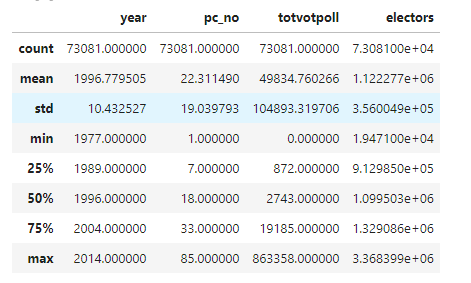 year pc_no totvotpoll electors
count 73081.000000 73081.000000 73081.000000 7.308100e+04
mean 1996.779505 22.311490 49834.760266 1.122277e+06
std 10.432527 19.039793 104893.319706 3.560049e+05
min 1977.000000 1.000000 0.000000 1.947100e+04
25% 1989.000000 7.000000 872.000000 9.129850e+05
50% 1996.000000 18.000000 2743.000000 1.099503e+06
75% 2004.000000 33.000000 19185.000000 1.329086e+06
max 2014.000000 85.000000 863358.000000 3.368399e+06